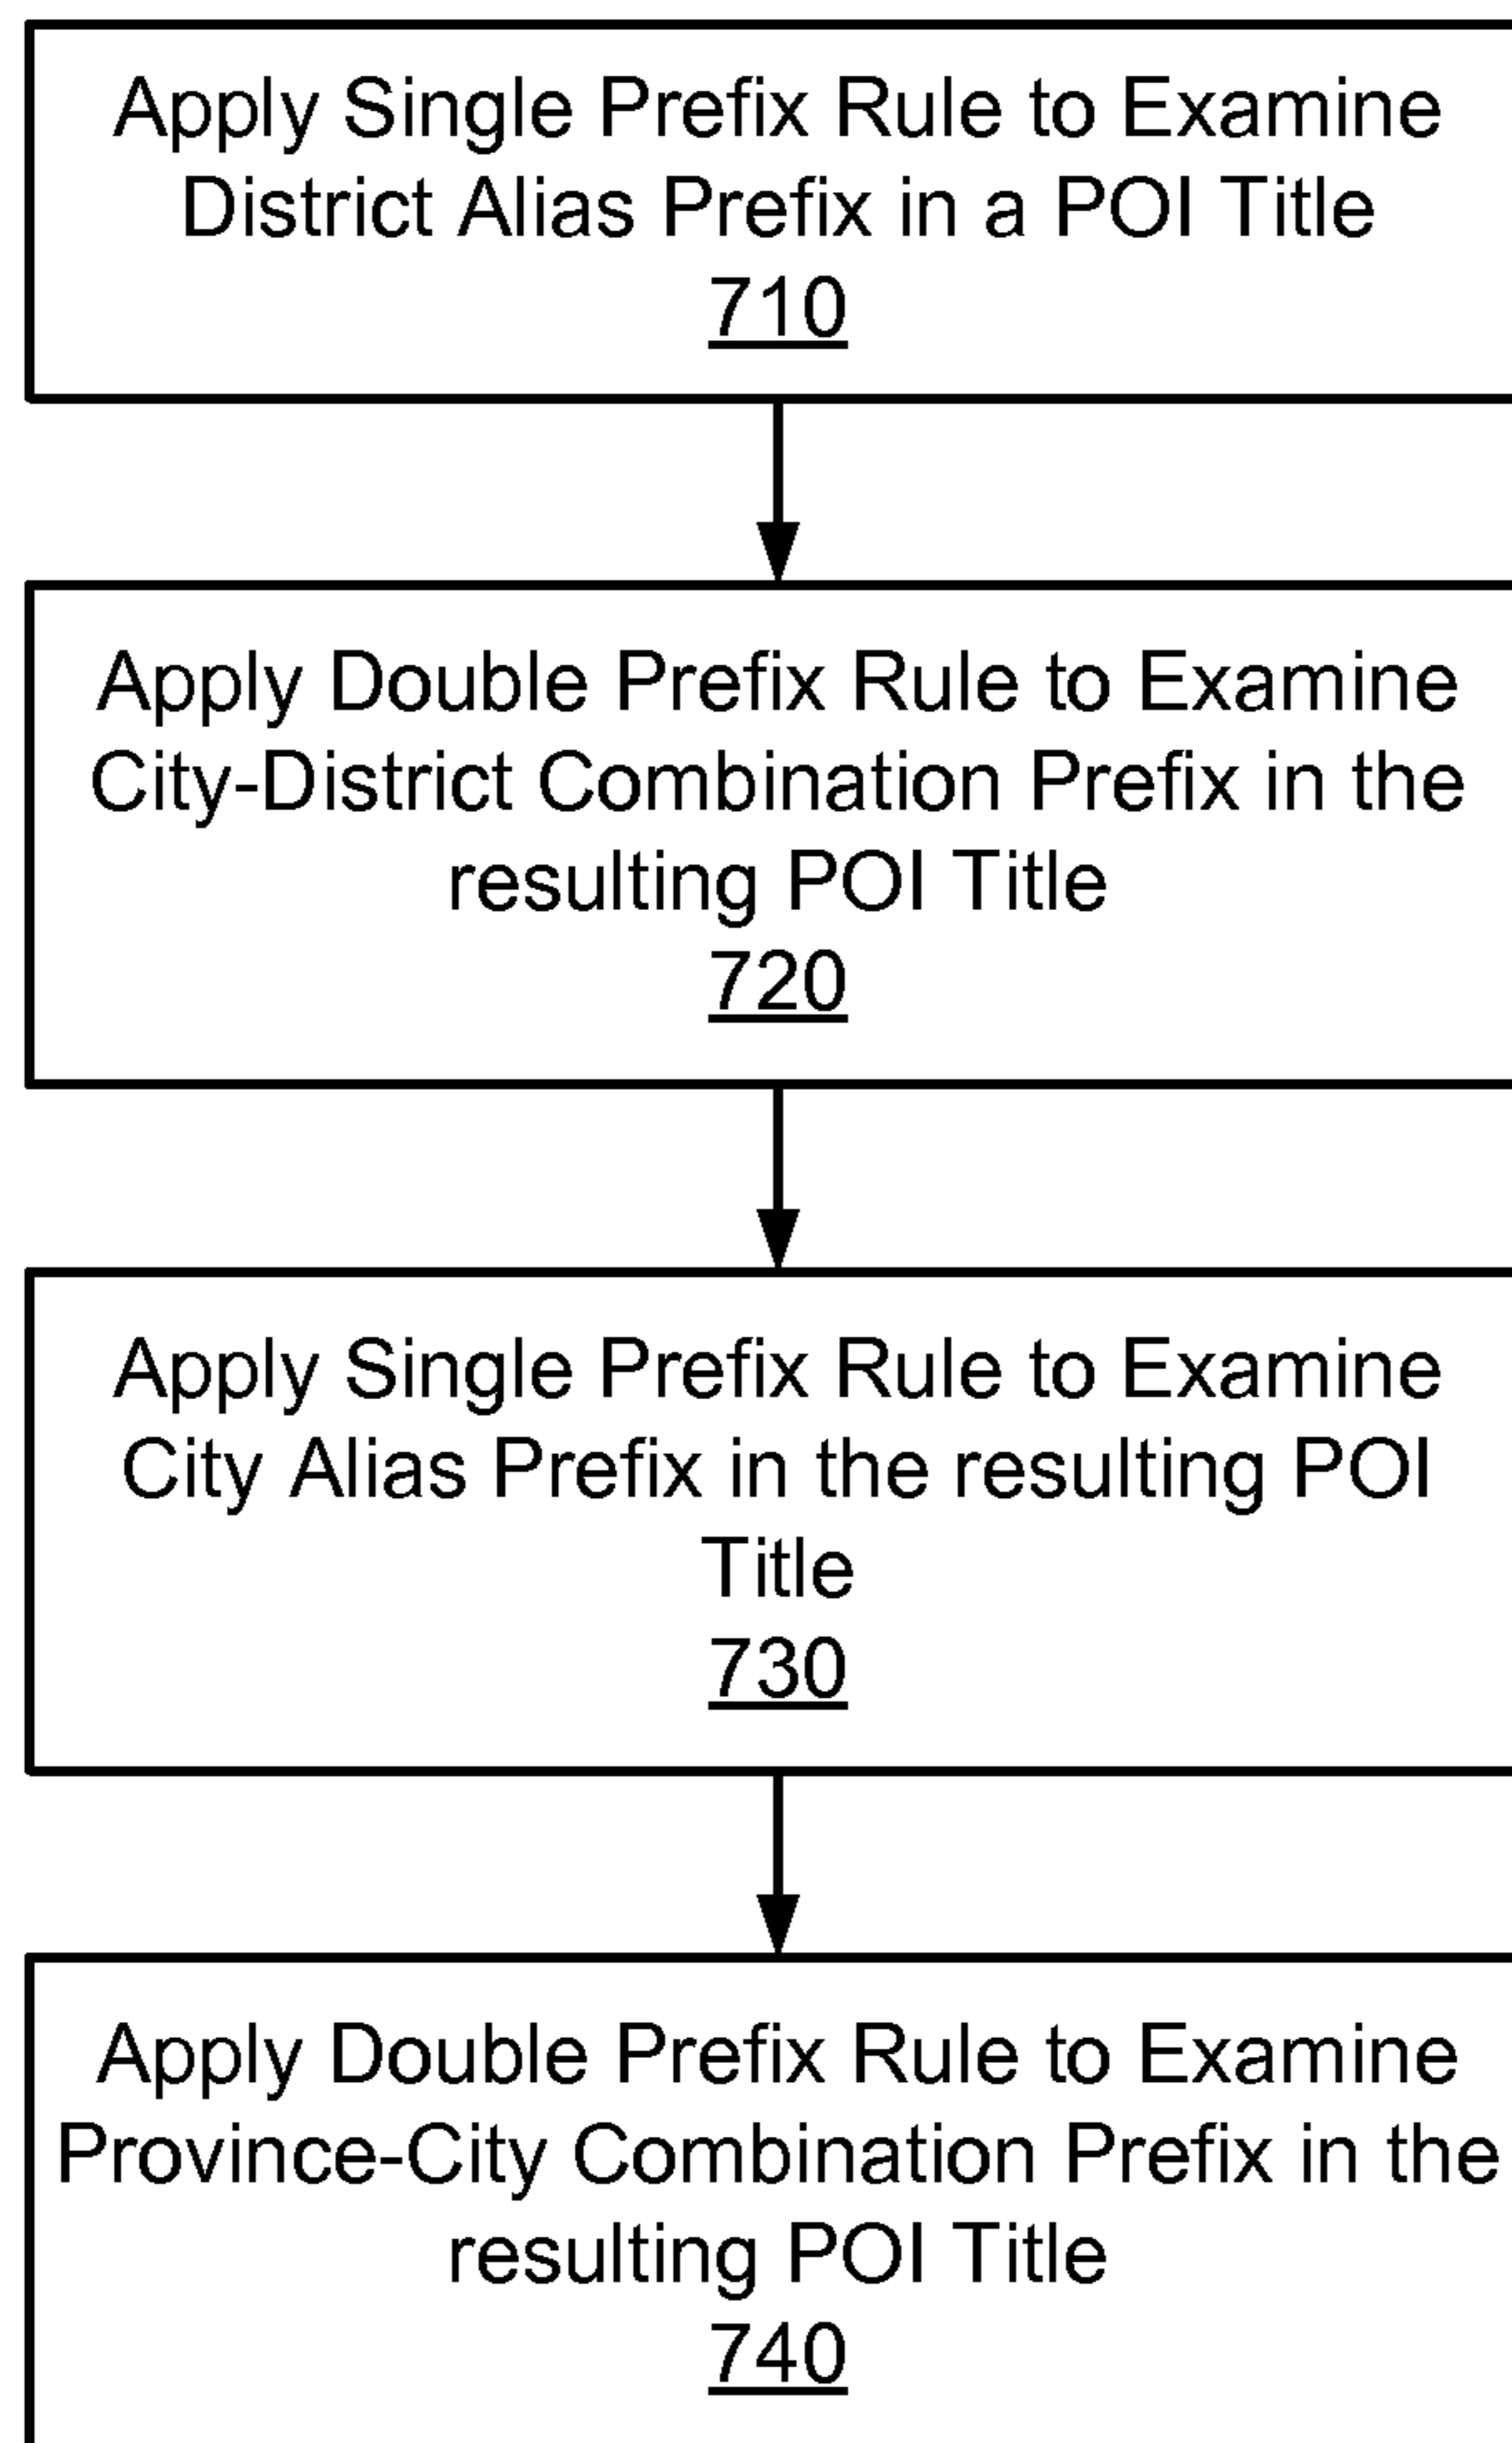 Apply Single Prefix Rule to Examine
District Alias Prefix in a POI Title
710
Apply Double Prefix Rule to Examine
City-District Combination Prefix in the
resulting POI Title
720
Apply Single Prefix Rule to Examine
City Alias Prefix in the resulting POI
Title
730
Apply Double Prefix Rule to Examine
Province-City Combination Prefix in the
resulting POI Title
740